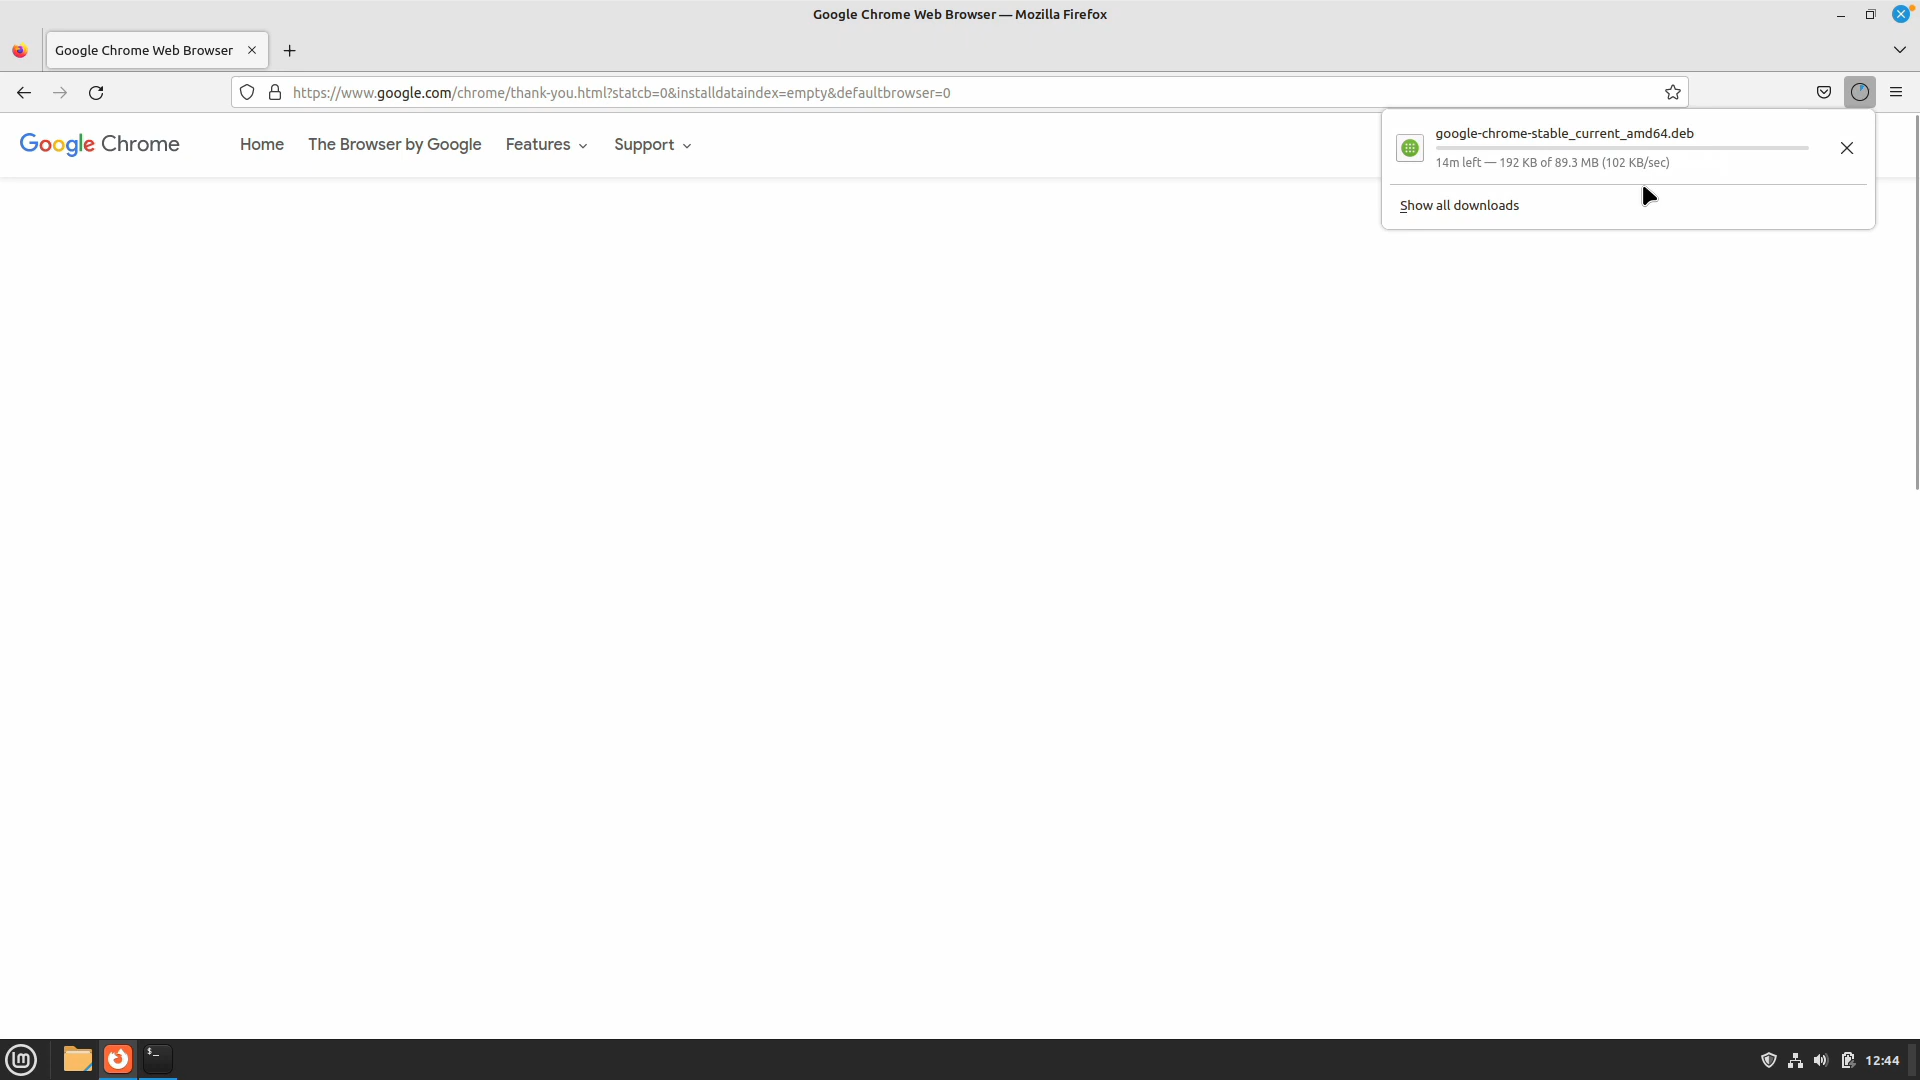 Google Chrome Web Browser — Mozilla Firefox
Google Chrome Web Browser
https://www.google.com/chrome/thank-you.html?statcb=0&installdataindex=empty&defaultbrowser=0
Google Chrome
Home
The Browser by Google
Features
Support
google-chrome-stable_current_amd64.deb
14m left — 192 KB of 89.3 MB (102 KB/sec)
Show all downloads
$_
12:44